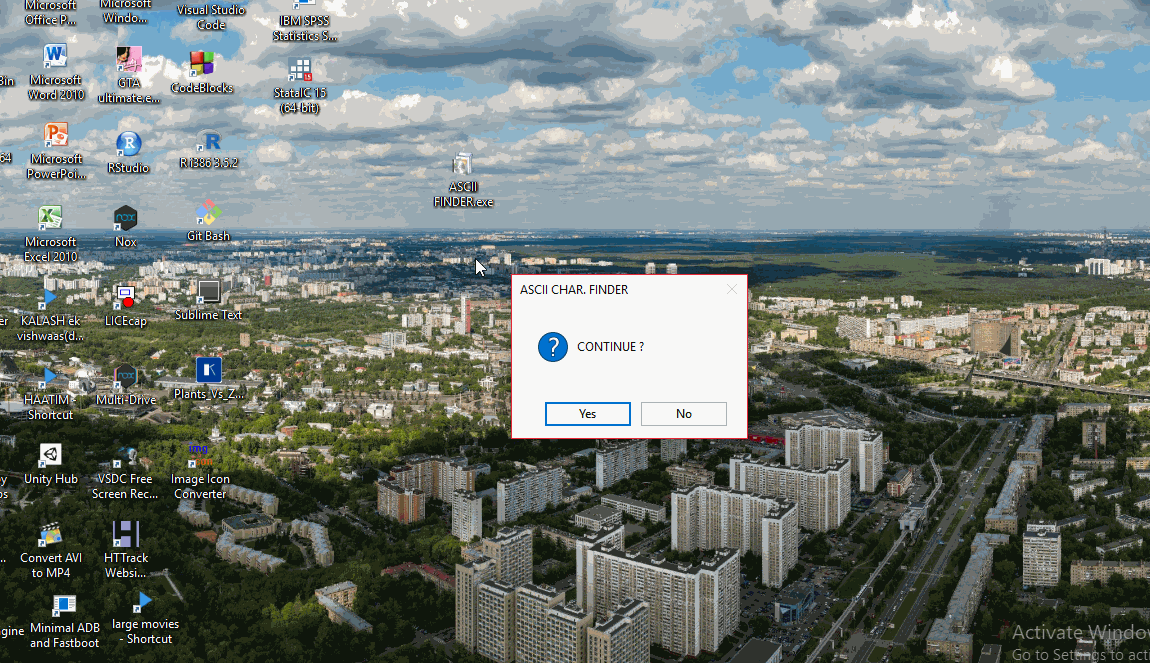 Microsoft
Office P...
Microsoft
Windo...
Visual Studio
Code
IBM SPSS
Statistics S...
Bin
W
Microsoft
Word 2010
GTA
ultimate.e...
CodeBlocks
StataIC 15
(64-bit)
64
P
Microsoft
PowerPoi...
R
RStudio
R
R i386 3.5.2
ASCII
FINDER.exe
Microsoft
Excel 2010
nox
Nox
Git Bash
er
KALASH ek
vishwaas(d...
LICEcap
Sublime Text
HAATIM -
Shortcut
nox
Multi-Drive
K
Plants_Vs_Z...
ASCII CHAR. FINDER
?
CONTINUE ?
Yes
No
Unity Hub
VSDC Free
Screen Rec...
img
Image Icon
Converter
...
Convert AVI
to MP4
HTTrack
Websi...
gine
Minimal ADB
and Fastboot
large movies
- Shortcut
Activate Window
Go to Settings to acti